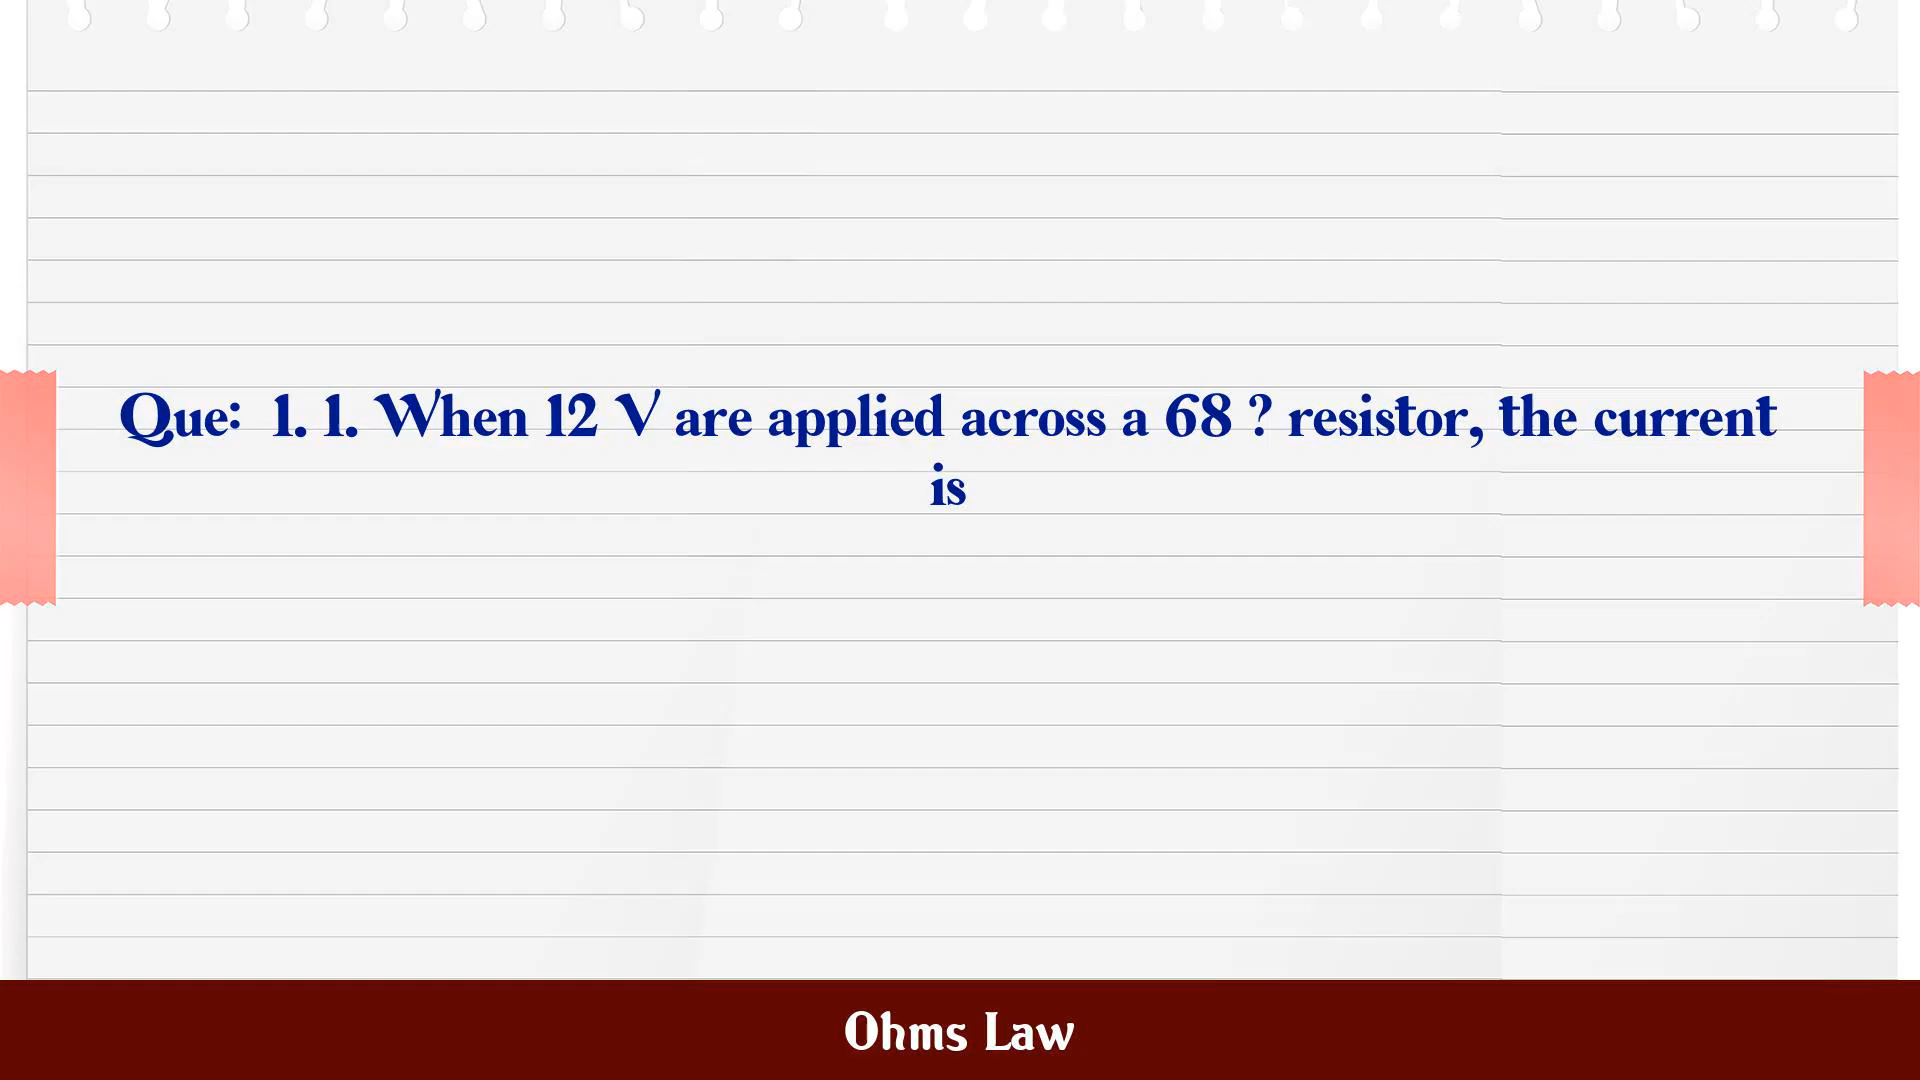 Que: 1. 1. When 12 V are applied across a 68 ? resistor, the current
is
Ohms Law